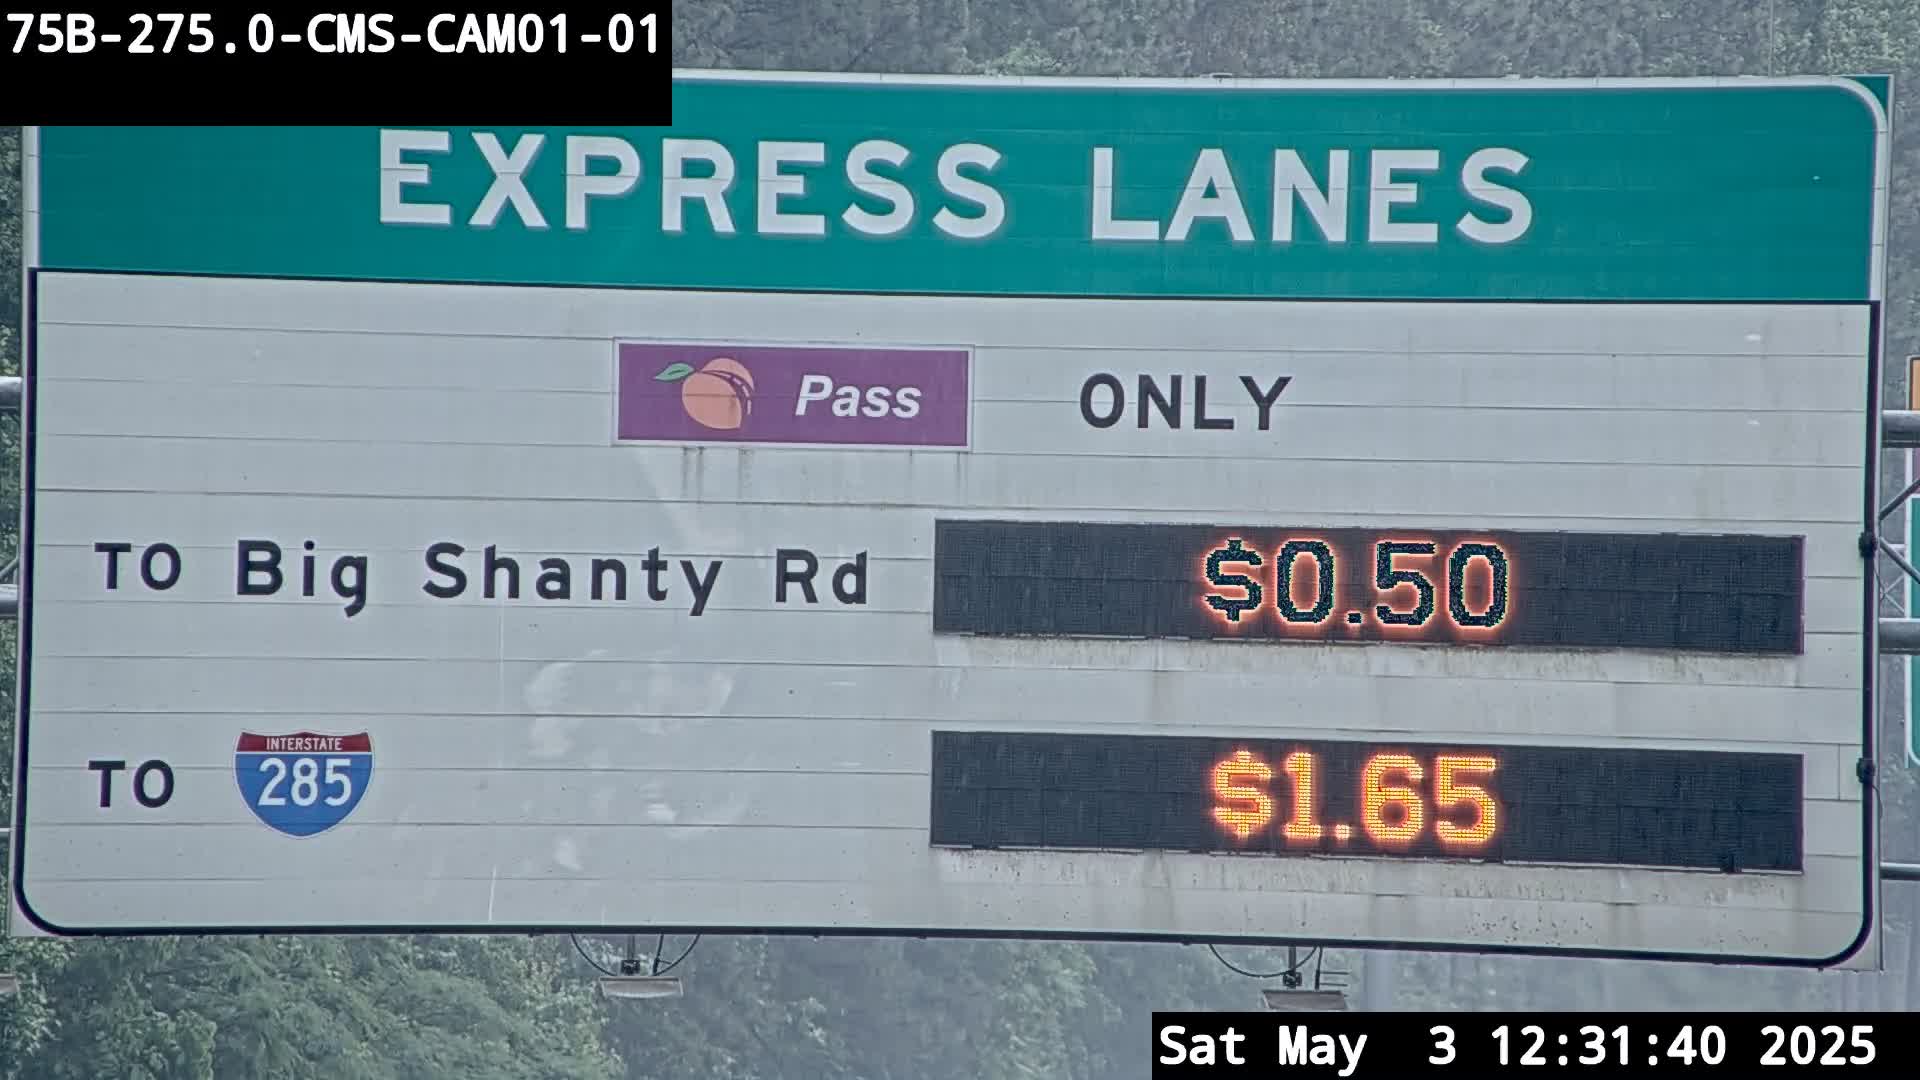 75B-275.0-CMS-CAM01-01
EXPRESS LANES
Pass ONLY
TO Big Shanty Rd $0.50
INTERSTATE
TO 285 $1.65
Sat May 3 12:31:40 2025